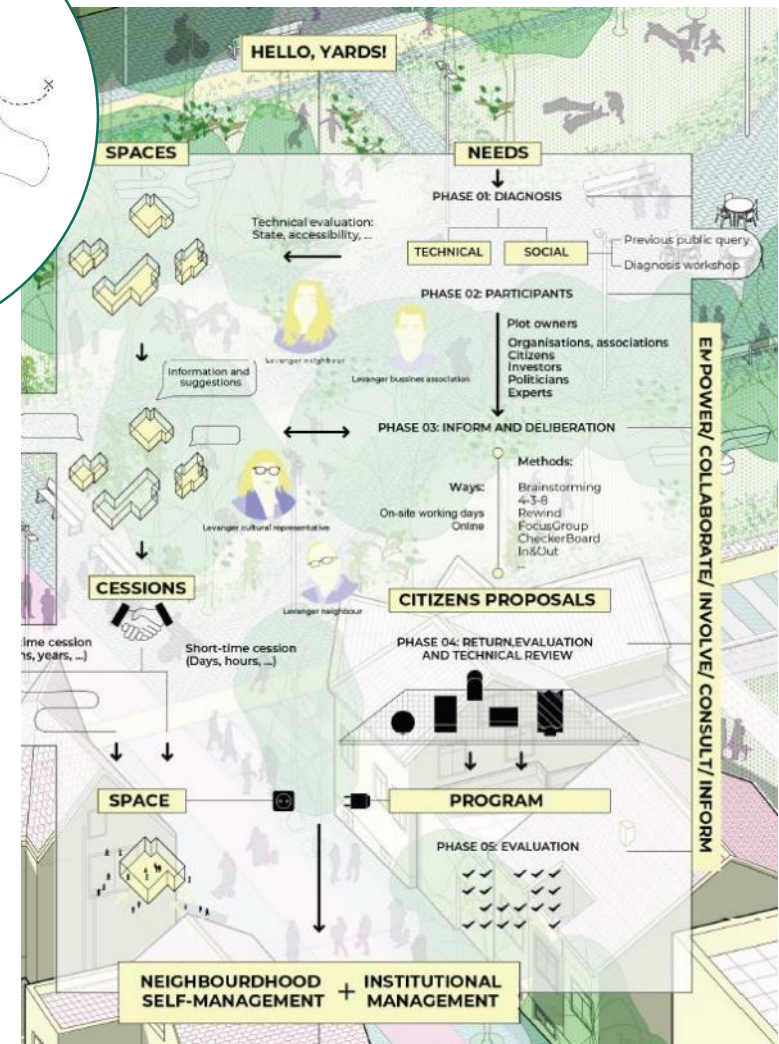 HELLO, YARDS!
SPACES
NEEDS
PHASE 01: DIAGNOSIS
Technical evaluation:
State, accessibility, ...
TECHNICAL
SOCIAL
Previous public query
Diagnosis workshop
PHASE 02: PARTICIPANTS
Plot owners
Organisations, associations
Citizens
Investors
Politicians
Experts
Levanger neighbour
Levanger bussines association
Information and
suggestions
PHASE 03: INFORM AND DELIBERATION
Methods:
Ways:
On-site working days
Online
Brainstorming
4-3-8
Rewind
FocusGroup
CheckerBoard
In&Out
...
Levanger cultural representative
Levanger neighbour
CESSIONS
CITIZENS PROPOSALS
time cession
ns, years, ...)
Short-time cession
(Days, hours, ...)
PHASE 04: RETURN,EVALUATION
AND TECHNICAL REVIEW
SPACE
PROGRAM
PHASE 05: EVALUATION
EMPOWER/ COLLABORATE/ INVOLVE/ CONSULT/ INFORM
NEIGHBOURDHOOD
SELF-MANAGEMENT
+
INSTITUTIONAL
MANAGEMENT